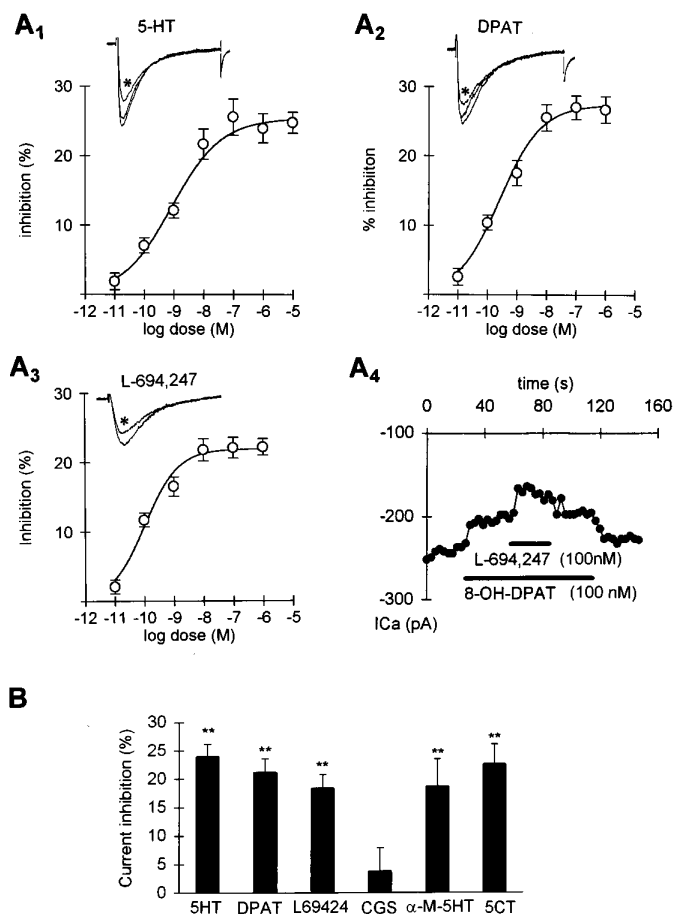 A1
5-HT
*
30
20
10
inhibition (%)
-12 -11 -10 -9 -8 -7 -6 -5
log dose (M)
A2
DPAT
*
30
20
10
% inhibiiton
-12 -11 -10 -9 -8 -7 -6 -5
log dose (M)
A3
L-694,247
*
30
20
10
Inhibition (%)
-12 -11 -10 -9 -8 -7 -6 -5
log dose (M)
A4
time (s)
0 40 80 120 160
-100
-200
-300
L-694,247 (100nM)
8-OH-DPAT (100 nM)
ICa (pA)
B
30
25
20
15
10
5
0
Current inhibition (%)
** ** ** ** **
5HT DPAT L69424 CGS α-M-5HT 5CT